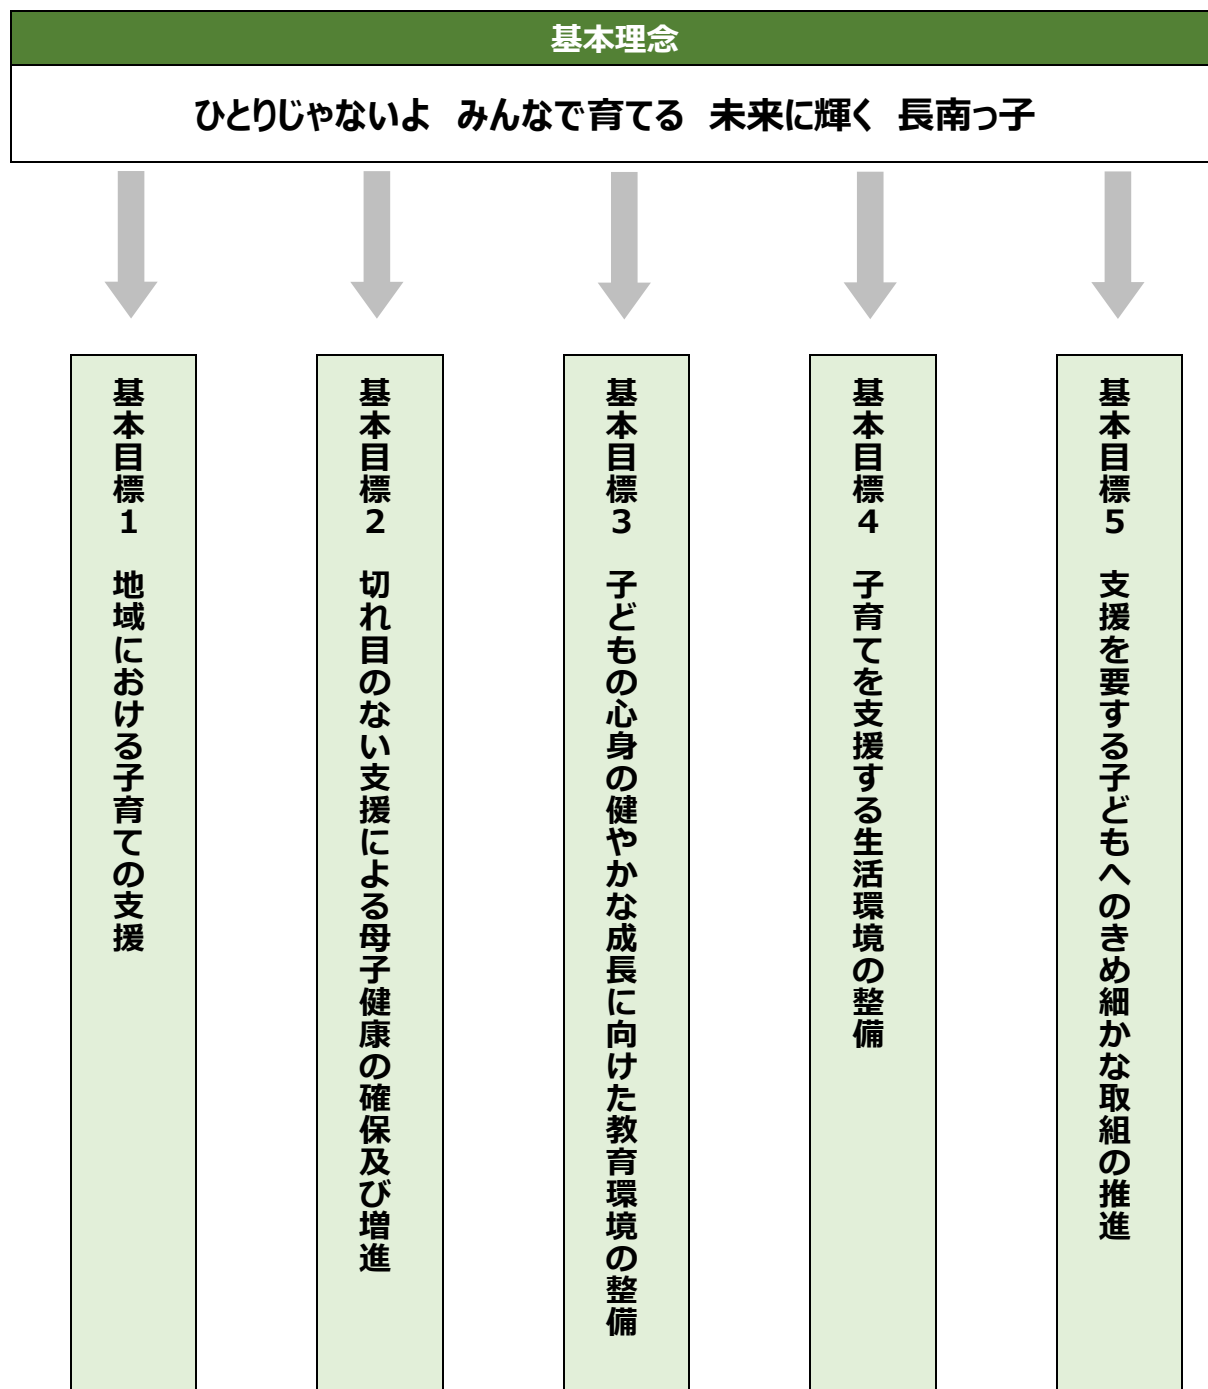 基本理念
ひとりじゃないよ　みんなで育てる　未来に輝く　長南っ子
基本目標１　地域における子育ての支援
基本目標２　切れ目のない支援による母子健康の確保及び増進
基本目標３　子どもの心身の健やかな成長に向けた教育環境の整備
基本目標４　子育てを支援する生活環境の整備
基本目標５　支援を要する子どもへのきめ細かな取組の推進